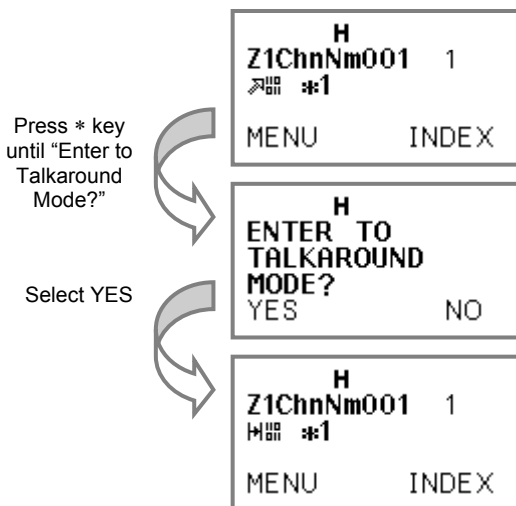 H
Z1ChnNm001 1
*1
MENU INDEX
Press * key
until “Enter to
Talkaround
Mode?”
H
ENTER TO
TALKAROUND
MODE?
YES NO
Select YES
H
Z1ChnNm001 1
*1
MENU INDEX